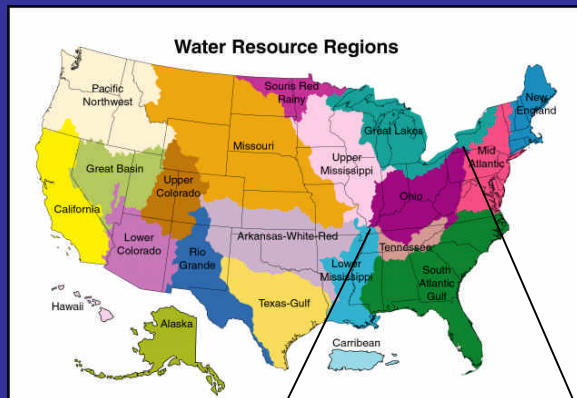 Water Resource Regions
Pacific
Northwest
Souris Red
Rainy
New
England
Great Lakes
Missouri
Upper
Mississippi
Mid
Atlantic
Great Basin
Upper
Colorado
Ohio
California
Lower
Colorado
Arkansas-White-Red
Tennessee
Rio
Grande
Lower
Mississippi
South
Atlantic
Gulf
Texas-Gulf
Hawaii
Alaska
Carribean